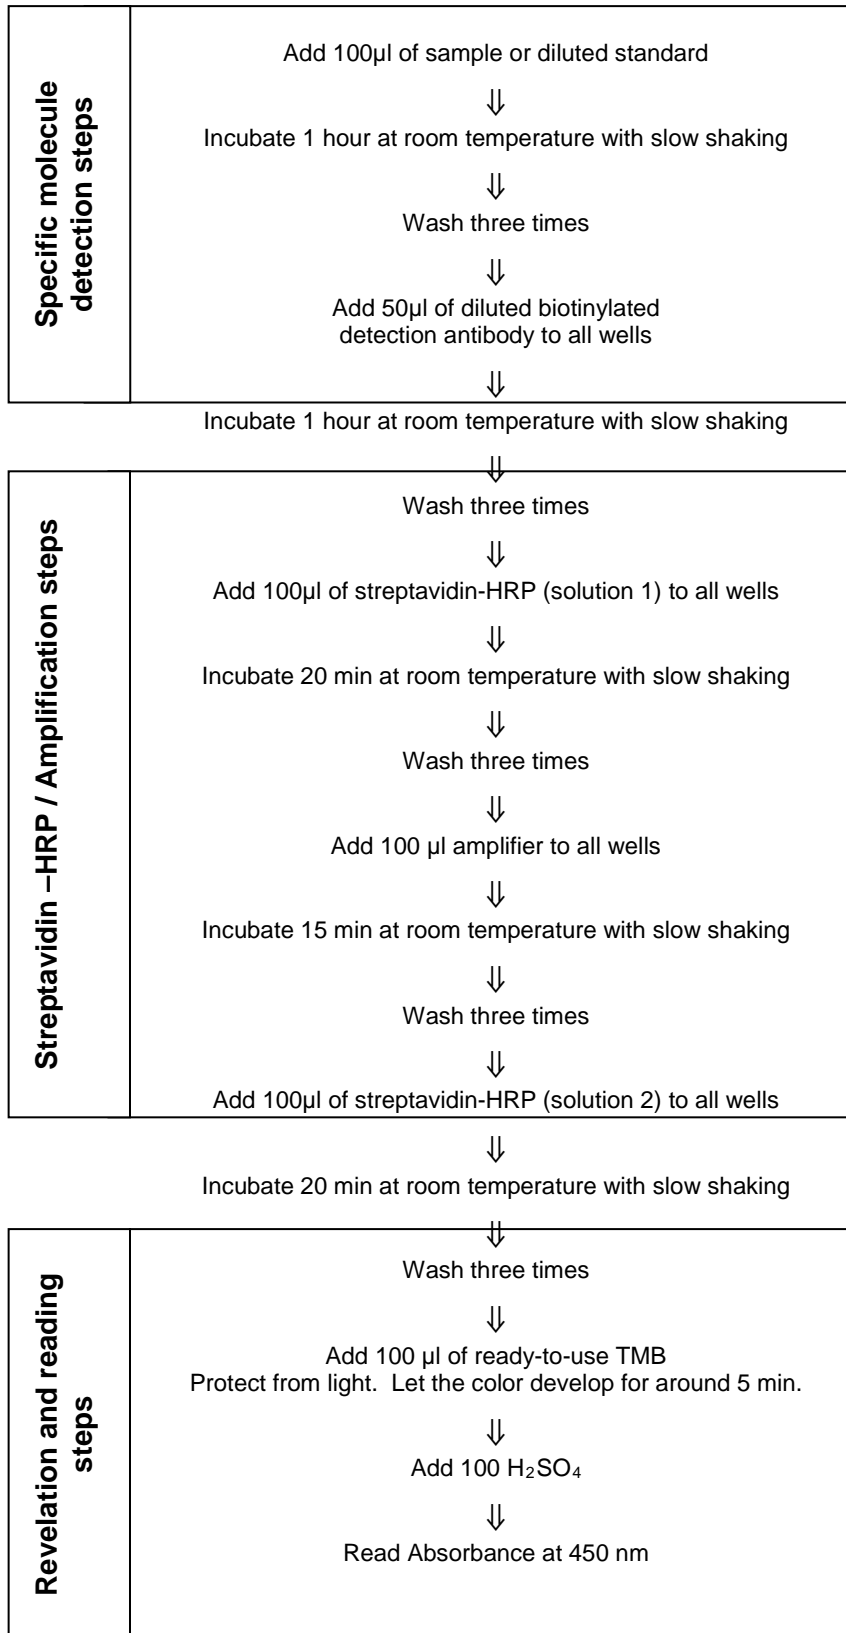 Specific molecule
detection steps
Add 100µl of sample or diluted standard
⇓
Incubate 1 hour at room temperature with slow shaking
⇓
Wash three times
⇓
Add 50µl of diluted biotinylated
detection antibody to all wells
⇓
Incubate 1 hour at room temperature with slow shaking
⇓
Streptavidin –HRP / Amplification steps
Wash three times
⇓
Add 100µl of streptavidin-HRP (solution 1) to all wells
⇓
Incubate 20 min at room temperature with slow shaking
⇓
Wash three times
⇓
Add 100 µl amplifier to all wells
⇓
Incubate 15 min at room temperature with slow shaking
⇓
Wash three times
⇓
Add 100µl of streptavidin-HRP (solution 2) to all wells
⇓
Incubate 20 min at room temperature with slow shaking
⇓
Revelation and reading
steps
Wash three times
⇓
Add 100 µl of ready-to-use TMB
Protect from light. Let the color develop for around 5 min.
⇓
Add 100 H₂SO₄
⇓
Read Absorbance at 450 nm